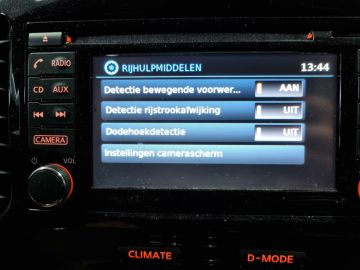 RADIO
CD AUX
CAMERA
VOL
RIJHULPMIDDELEN 13:44
Detectie bewegende voorwer... AAN
Detectie rijstrookafwijking UIT
Dodehoekdetectie UIT
Instellingen camerascherm
CLIMATE D-MODE